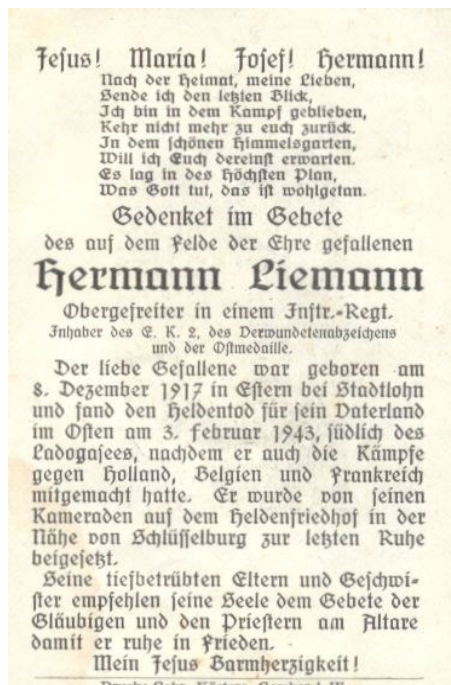 Jesus! Maria! Josef! Hermann!
Nach der Heimat, meine Lieben,
Sende ich den letzten Blick,
Ich bin in dem Kampf geblieben,
Kehr nicht mehr zu euch zurück.
In dem schönen Himmelsgarten,
Will ich Euch dereinst erwarten.
Es lag in des Höchsten Plan,
Was Gott tut, das ist wohlgetan.
Gedenket im Gebete
des auf dem Felde der Ehre gefallenen
Hermann Liemann
Obergefreiter in einem Inftr.-Regt.
Inhaber des E. K. 2, des Verwundetenabzeichens
und der Ostmedaille.
Der liebe Gefallene war geboren am
8. Dezember 1917 in Estern bei Stadtlohn
und fand den Heldentod für sein Vaterland
im Osten am 3. Februar 1943, südlich des
Ladogasees, nachdem er auch die Kämpfe
gegen Holland, Belgien und Frankreich
mitgemacht hatte. Er wurde von seinen
Kameraden auf dem Heldenfriedhof in der
Nähe von Schlüsselburg zur letzten Ruhe
beigesetzt.
Seine tiefbetrübten Eltern und Geschwi-
ster empfehlen seine Seele dem Gebete der
Gläubigen und den Priestern am Altare
damit er ruhe in Frieden.
Mein Jesus Barmherzigkeit!